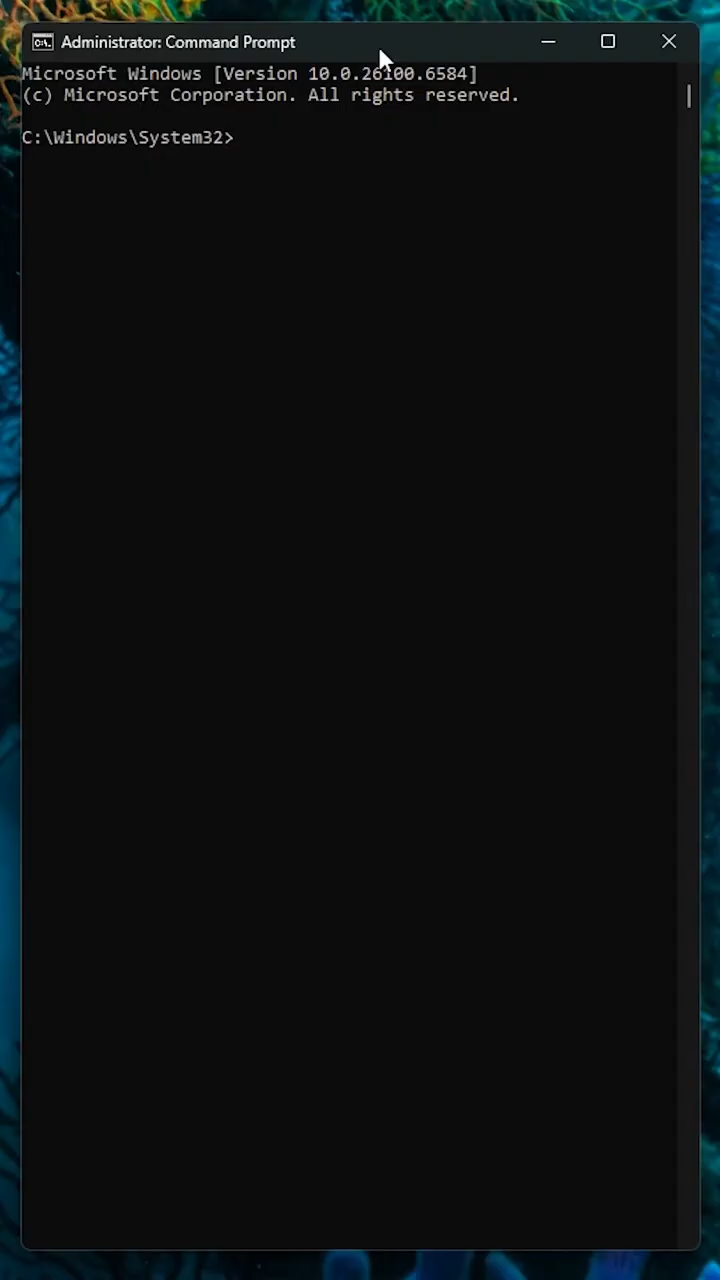 Administrator: Command Prompt
Microsoft Windows [Version 10.0.26100.6584]
(c) Microsoft Corporation. All rights reserved.
C:\Windows\System32>